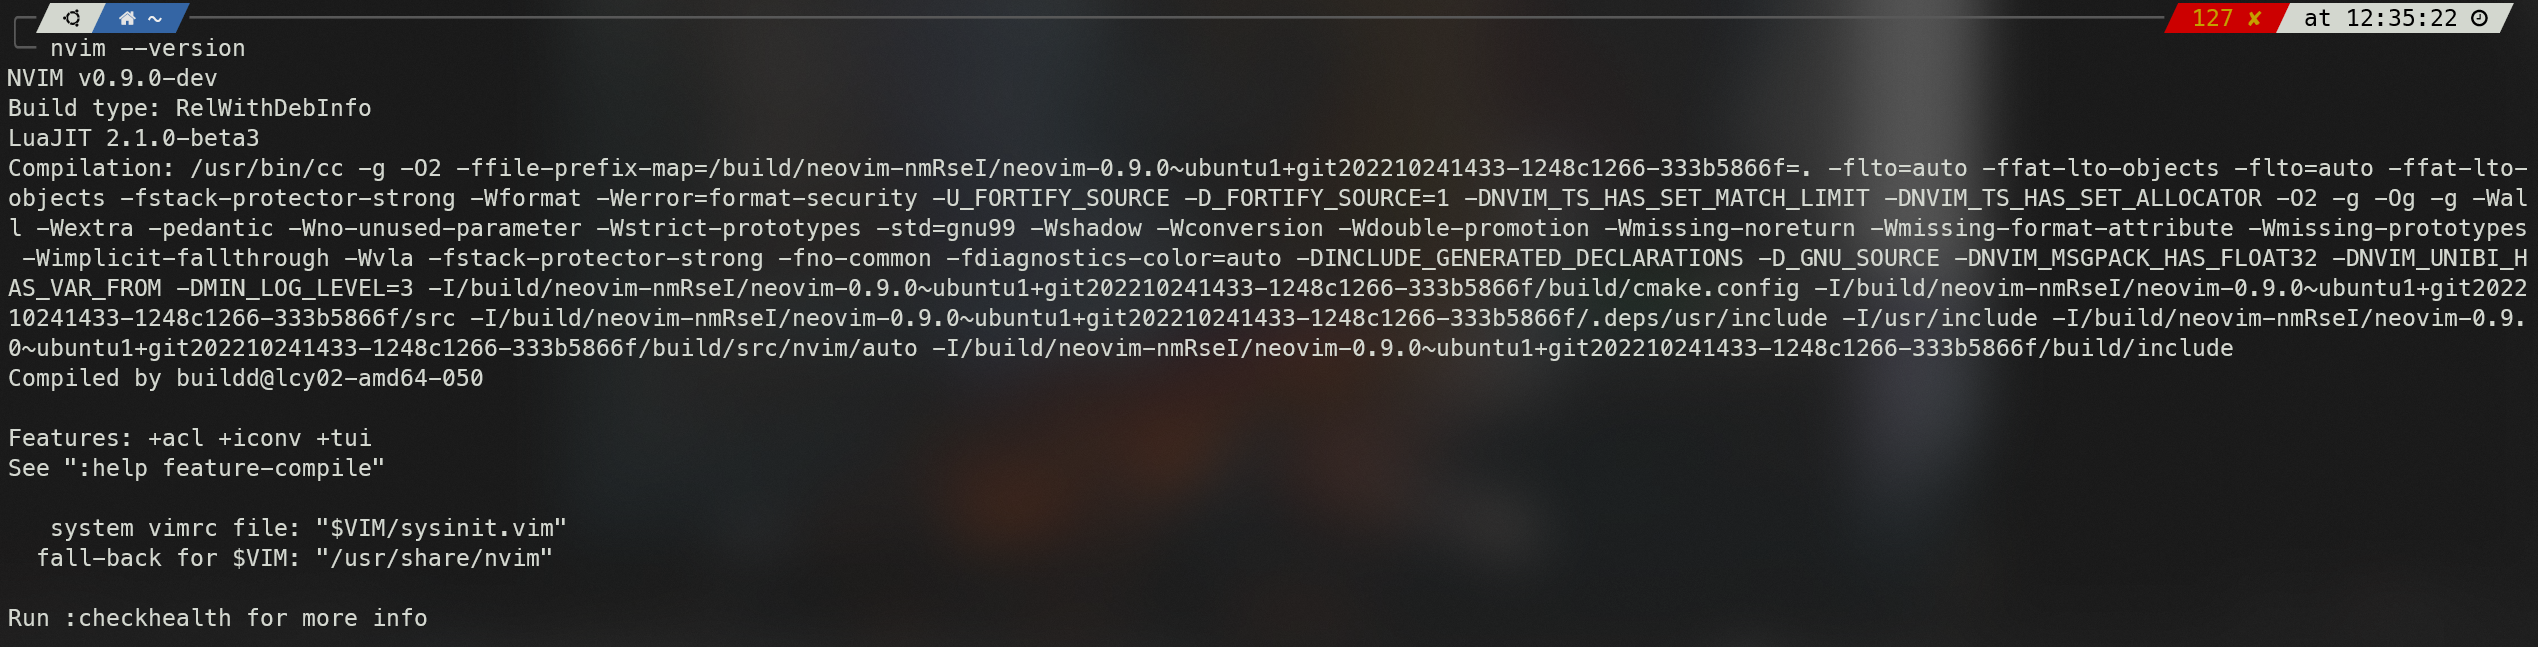 ~ 127 ✘ at 12:35:22
nvim --version
NVIM v0.9.0-dev
Build type: RelWithDebInfo
LuaJIT 2.1.0-beta3
Compilation: /usr/bin/cc -g -O2 -ffile-prefix-map=/build/neovim-nmRseI/neovim-0.9.0~ubuntu1+git202210241433-1248c1266-333b5866f=. -flto=auto -ffat-lto-objects -flto=auto -ffat-lto-
objects -fstack-protector-strong -Wformat -Werror=format-security -U_FORTIFY_SOURCE -D_FORTIFY_SOURCE=1 -DNVIM_TS_HAS_SET_MATCH_LIMIT -DNVIM_TS_HAS_SET_ALLOCATOR -O2 -g -Og -g -Wal
l -Wextra -pedantic -Wno-unused-parameter -Wstrict-prototypes -std=gnu99 -Wshadow -Wconversion -Wdouble-promotion -Wmissing-noreturn -Wmissing-format-attribute -Wmissing-prototypes
-Wimplicit-fallthrough -Wvla -fstack-protector-strong -fno-common -fdiagnostics-color=auto -DINCLUDE_GENERATED_DECLARATIONS -D_GNU_SOURCE -DNVIM_MSGPACK_HAS_FLOAT32 -DNVIM_UNIBI_H
AS_VAR_FROM -DMIN_LOG_LEVEL=3 -I/build/neovim-nmRseI/neovim-0.9.0~ubuntu1+git202210241433-1248c1266-333b5866f/build/cmake.config -I/build/neovim-nmRseI/neovim-0.9.0~ubuntu1+git2022
10241433-1248c1266-333b5866f/src -I/build/neovim-nmRseI/neovim-0.9.0~ubuntu1+git202210241433-1248c1266-333b5866f/.deps/usr/include -I/usr/include -I/build/neovim-nmRseI/neovim-0.9.
0~ubuntu1+git202210241433-1248c1266-333b5866f/build/src/nvim/auto -I/build/neovim-nmRseI/neovim-0.9.0~ubuntu1+git202210241433-1248c1266-333b5866f/build/include
Compiled by buildd@lcy02-amd64-050
Features: +acl +iconv +tui
See ":help feature-compile"
system vimrc file: "$VIM/sysinit.vim"
fall-back for $VIM: "/usr/share/nvim"
Run :checkhealth for more info